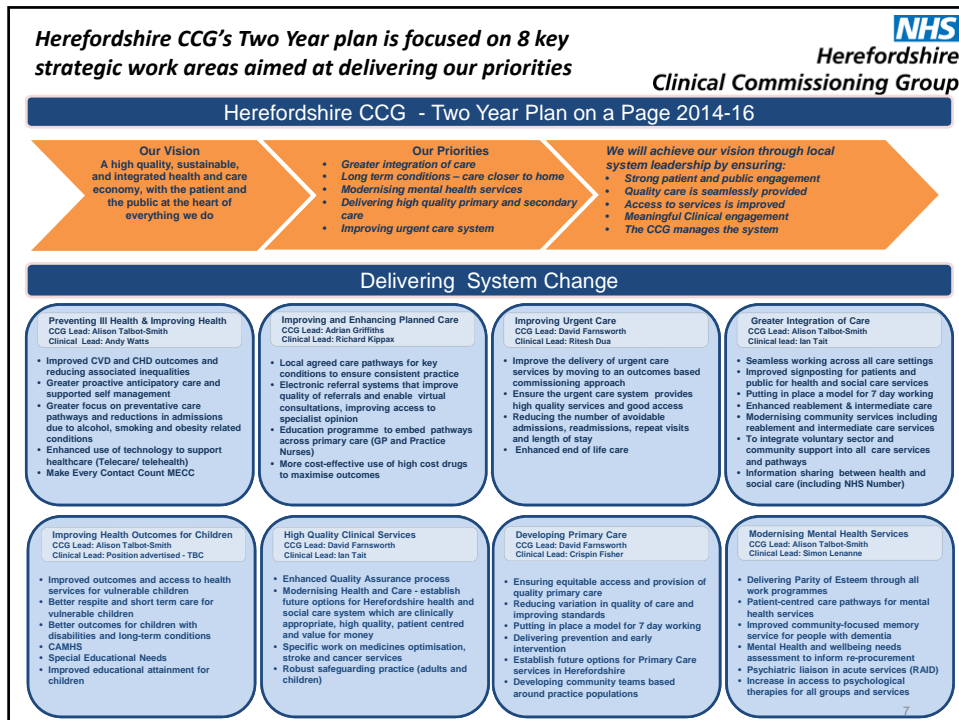 Herefordshire CCG's Two Year plan is focused on 8 key
strategic work areas aimed at delivering our priorities
NHS
Herefordshire
Clinical Commissioning Group
Herefordshire CCG - Two Year Plan on a Page 2014-16
Our Vision
A high quality, sustainable,
and integrated health and care
economy, with the patient and
the public at the heart of
everything we do
Our Priorities
• Greater integration of care
• Long term conditions – care closer to home
• Modernising mental health services
• Delivering high quality primary and secondary
care
• Improving urgent care system
We will achieve our vision through local
system leadership by ensuring:
• Strong patient and public engagement
• Quality care is seamlessly provided
• Access to services is improved
• Meaningful Clinical engagement
• The CCG manages the system
Delivering System Change
Preventing Ill Health & Improving Health
CCG Lead: Alison Talbot-Smith
Clinical Lead: Andy Watts
• Improved CVD and CHD outcomes and
reducing associated inequalities
• Greater proactive anticipatory care and
supported self management
• Greater focus on preventative care
pathways and reductions in admissions
due to alcohol, smoking and obesity related
conditions
• Enhanced use of technology to support
healthcare (Telecare/ telehealth)
• Make Every Contact Count MECC
Improving and Enhancing Planned Care
CCG Lead: Adrian Griffiths
Clinical Lead: Richard Kippax
• Local agreed care pathways for key
conditions to ensure consistent practice
• Electronic referral systems that improve
quality of referrals and enable virtual
consultations, improving access to
specialist opinion
• Education programme to embed pathways
across primary care (GP and Practice
Nurses)
• More cost-effective use of high cost drugs
to maximise outcomes
Improving Urgent Care
CCG Lead: David Farnsworth
Clinical Lead: Ritesh Dua
• Improve the delivery of urgent care
services by moving to an outcomes based
commissioning approach
• Ensure the urgent care system provides
high quality services and good access
• Reducing the number of avoidable
admissions, readmissions, repeat visits
and length of stay
• Enhanced end of life care
Greater Integration of Care
CCG Lead: Alison Talbot-Smith
Clinical lead: Ian Tait
• Seamless working across all care settings
• Improved signposting for patients and
public for health and social care services
• Putting in place a model for 7 day working
• Enhanced reablement & intermediate care
• Modernising community services including
reablement and intermediate care services
• To integrate voluntary sector and
community support into all care services
and pathways
• Information sharing between health and
social care (including NHS Number)
Improving Health Outcomes for Children
CCG Lead: Alison Talbot-Smith
Clinical Lead: Position advertised - TBC
• Improved outcomes and access to health
services for vulnerable children
• Better respite and short term care for
vulnerable children
• Better outcomes for children with
disabilities and long-term conditions
• CAMHS
• Special Educational Needs
• Improved educational attainment for
children
High Quality Clinical Services
CCG Lead: David Farnsworth
Clinical Lead: Ian Tait
• Enhanced Quality Assurance process
• Modernising Health and Care - establish
future options for Herefordshire health and
social care system which are clinically
appropriate, high quality, patient centred
and value for money
• Specific work on medicines optimisation,
stroke and cancer services
• Robust safeguarding practice (adults and
children)
Developing Primary Care
CCG Lead: David Farnsworth
Clinical Lead: Crispin Fisher
• Ensuring equitable access and provision of
quality primary care
• Reducing variation in quality of care and
improving standards
• Putting in place a model for 7 day working
• Delivering prevention and early
intervention
• Establish future options for Primary Care
services in Herefordshire
• Developing community teams based
around practice populations
Modernising Mental Health Services
CCG Lead: Alison Talbot-Smith
Clinical Lead: Simon Lenanne
• Delivering Parity of Esteem through all
work programmes
• Patient-centred care pathways for mental
health services
• Improved community-focused memory
service for people with dementia
• Mental Health and wellbeing needs
assessment to inform re-procurement
• Psychiatric liaison in acute services (RAID)
• Increase in access to psychological
therapies for all groups and services
7